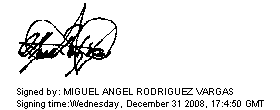 Signed by: MIGUEL ANGEL RODRIGUEZ VARGAS
Signing time:Wednesday, December 31 2008, 17:4:50 GMT